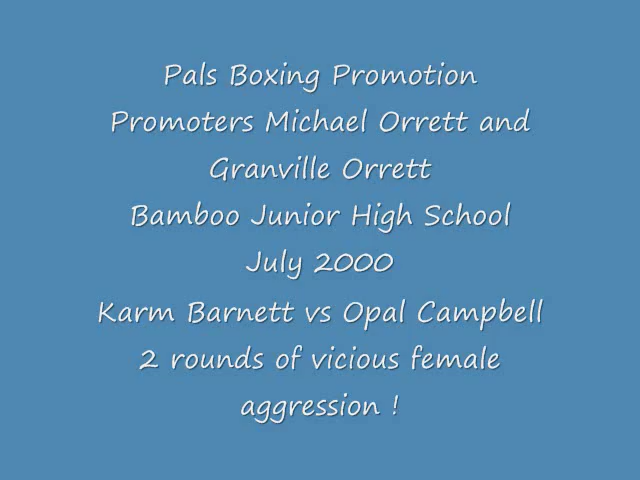 Pals Boxing Promotion
Promoters Michael Orrett and
Granville Orrett
Bamboo Junior High School
July 2000
Karm Barnett vs Opal Campbell
2 rounds of vicious female
aggression !